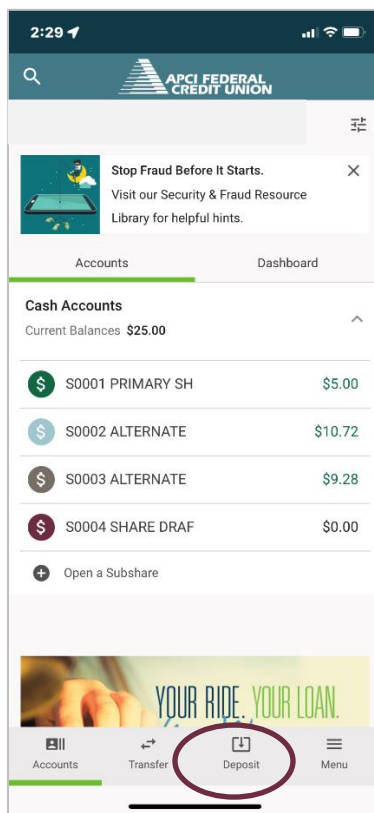 2:29
APCI FEDERAL
CREDIT UNION
Stop Fraud Before It Starts.
Visit our Security & Fraud Resource
Library for helpful hints.
Accounts Dashboard
Cash Accounts
Current Balances $25.00
S0001 PRIMARY SH $5.00
S0002 ALTERNATE $10.72
S0003 ALTERNATE $9.28
S0004 SHARE DRAF $0.00
Open a Subshare
YOUR RIDE. YOUR LOAN.
Accounts Transfer Deposit Menu